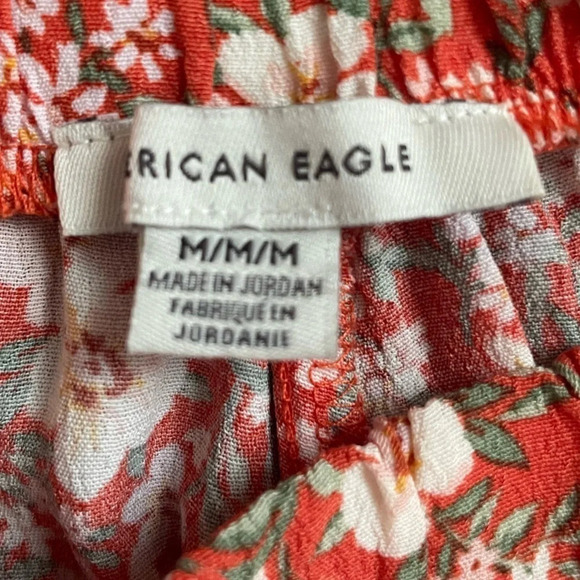 ERICAN EAGLE
M/M/M
MADE IN JORDAN
FABRIQUÉ EN
JORDANIE